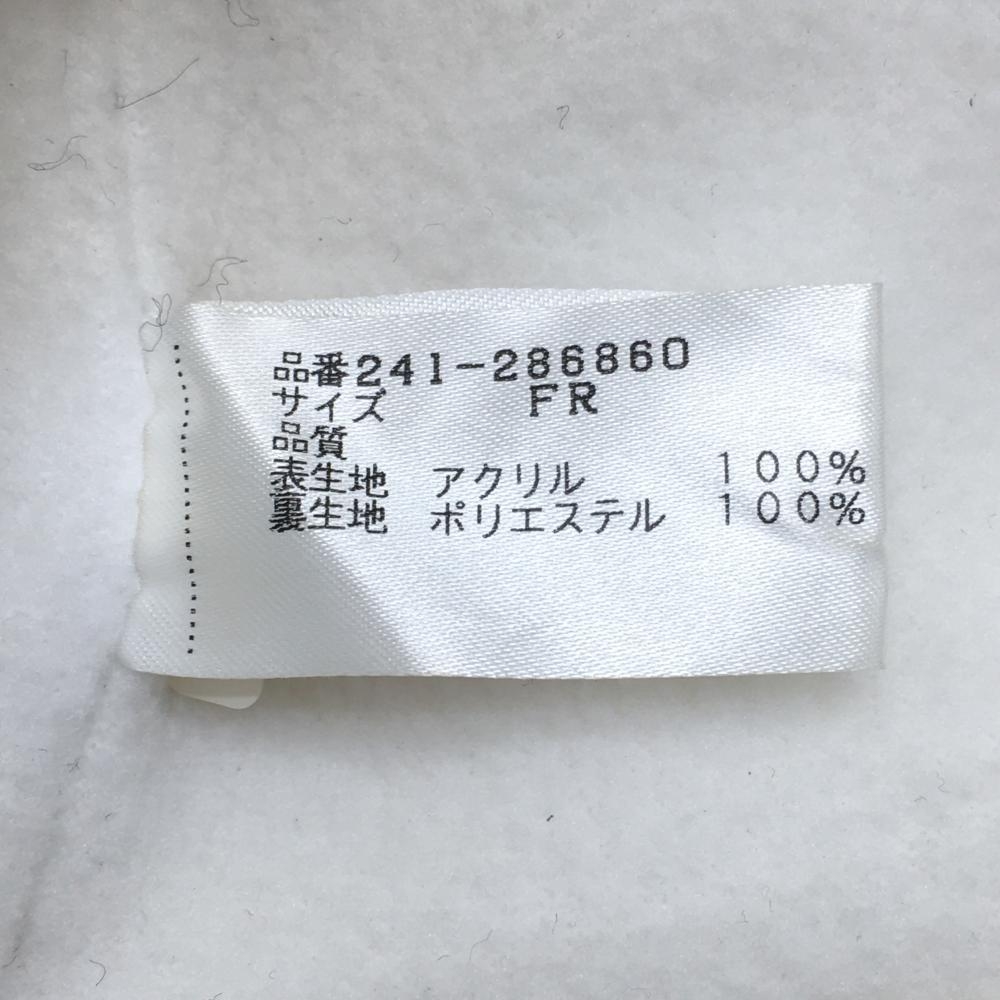 品番241-286860
サイズ FR
品質
表生地 アクリル 100%
裏生地 ポリエステル 100%